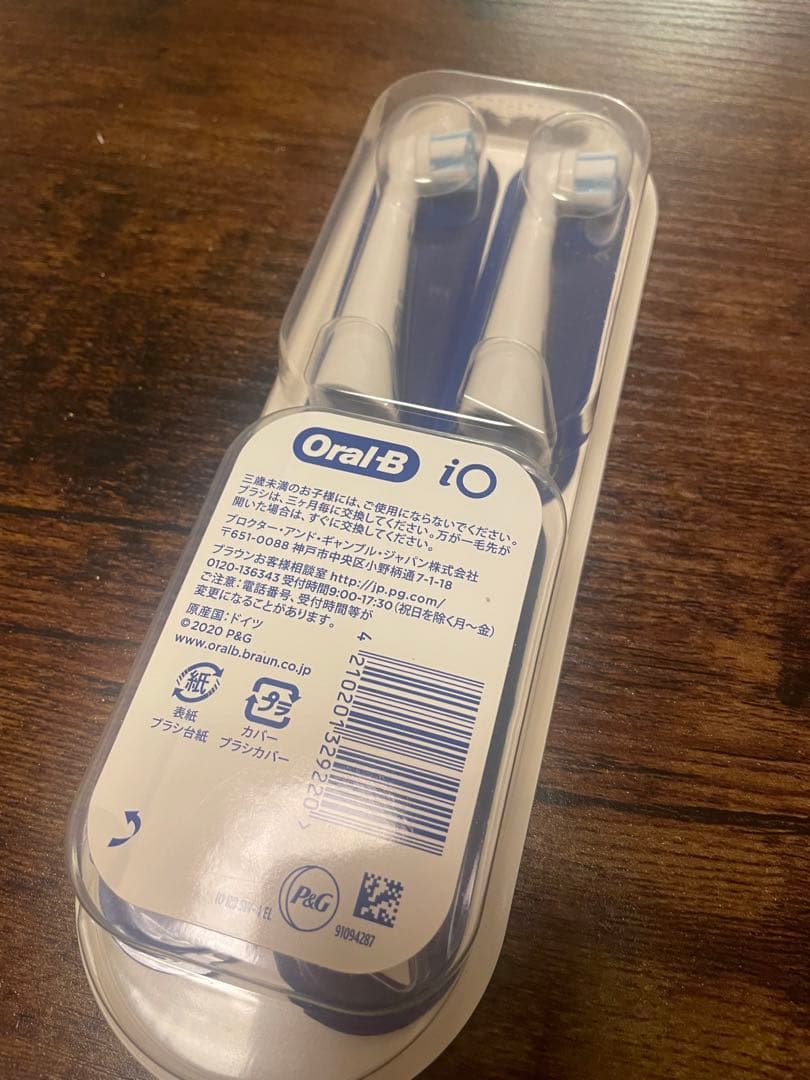 Oral-B iO
三歳未満のお子様には、ご使用にならないでください。
ブラシは、三ヶ月毎に交換してください。万が一毛先が
開いた場合は、すぐに交換してください。
プロクター・アンド・ギャンブル・ジャパン株式会社
〒651-0088 神戸市中央区小野柄通7-1-18
ブラウンお客様相談室 http://jp.pg.com/
0120-136343 受付時間9:00-17:30(祝日を除く月〜金)
ご注意:電話番号、受付時間等が
変更になることがあります。
原産国:ドイツ
©2020 P&G
www.oralb.braun.co.jp
紙
表紙
ブラシ台紙
プラ
カバー
ブラシカバー
4 210201329220 >
P&G
91094287